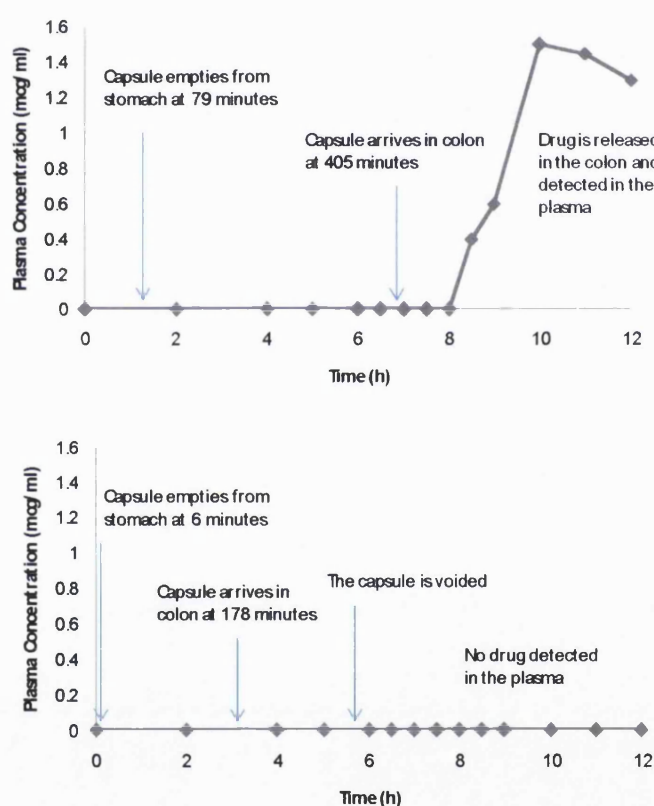 Plasma Concentration (mcg/ml)
1.6
1.4
1.2
1
0.8
0.6
0.4
0.2
0
Capsule empties from
stomach at 79 minutes
Capsule arrives in colon
at 405 minutes
Drug is released
in the colon and
detected in the
plasma
0 2 4 6 8 10 12
Time (h)
Plasma Concentration (mcg/ml)
1.6
1.4
1.2
1
0.8
0.6
0.4
0.2
0
Capsule empties from
stomach at 6 minutes
Capsule arrives in
colon at 178 minutes
The capsule is voided
No drug detected
in the plasma
0 2 4 6 8 10 12
Time (h)